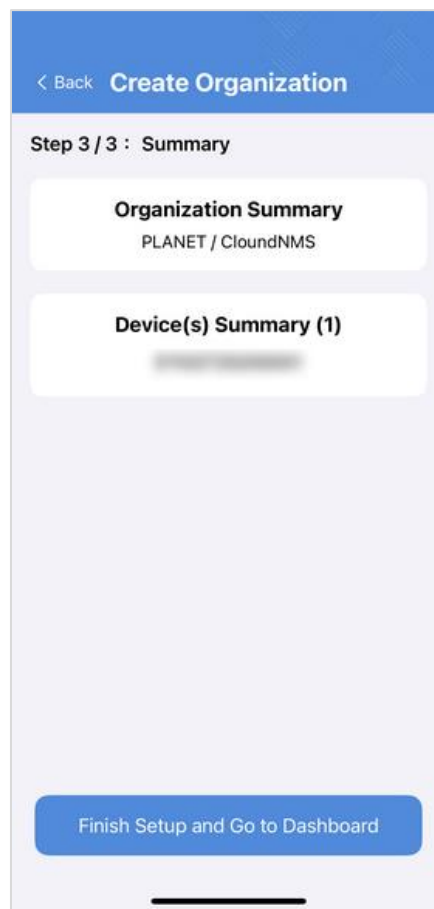 < Back Create Organization
Step 3 / 3 : Summary
Organization Summary
PLANET / CloundNMS
Device(s) Summary (1)
Finish Setup and Go to Dashboard